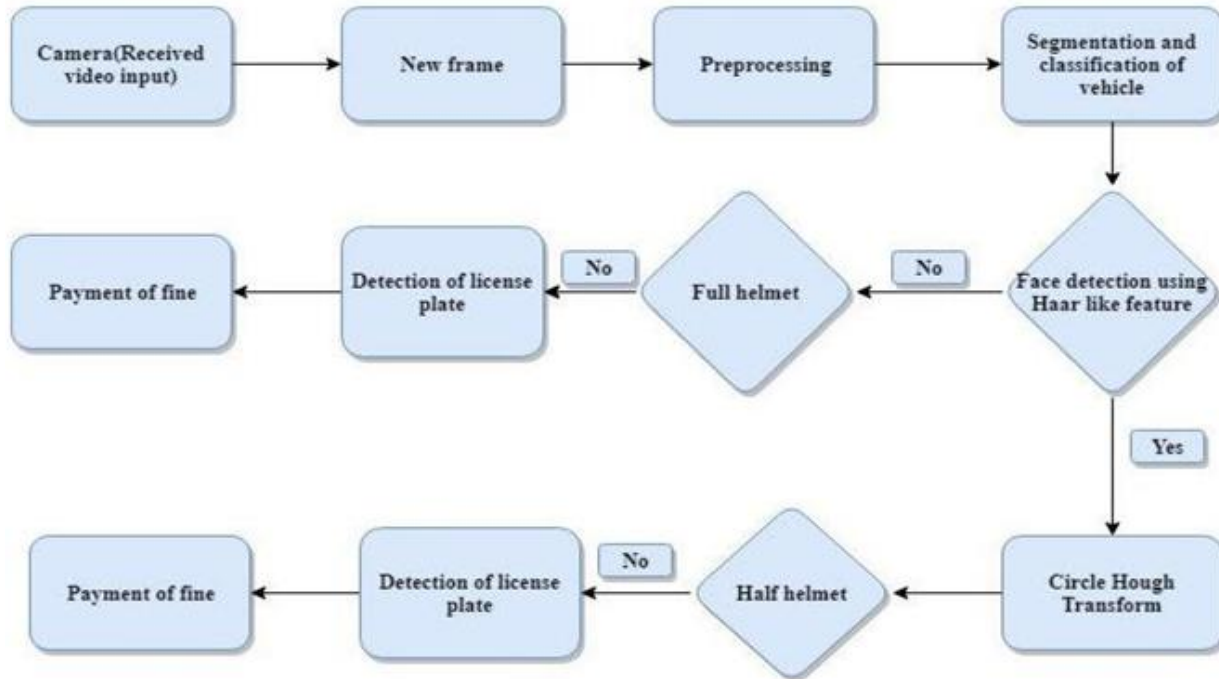 Camera(Received
video input)
New frame
Preprocessing
Segmentation and
classification of
vehicle
Payment of fine
Detection of license
plate
No
Full helmet
No
Face detection using
Haar like feature
Yes
Payment of fine
Detection of license
plate
No
Half helmet
Circle Hough
Transform